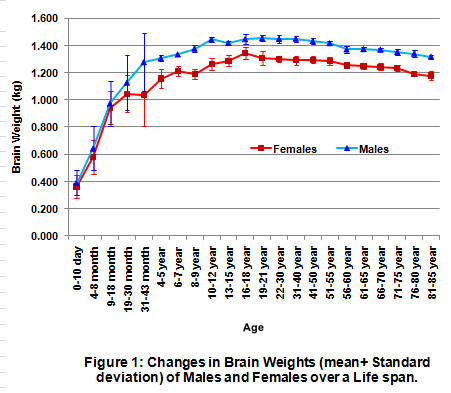 Brain Weight (kg)
1.600
1.400
1.200
1.000
0.800
0.600
0.400
0.200
0.000
Females
Males
0-10 day
4-8 month
9-18 month
19-30 month
31-43 month
4-5 year
6-7 year
8-9 year
10-12 year
13-15 year
16-18 year
19-21 year
22-30 year
31-40 year
41-50 year
51-55 year
56-60 year
61-65 year
66-70 year
71-75 year
76-80 year
81-85 year
Age
Figure 1: Changes in Brain Weights (mean+ Standard
deviation) of Males and Females over a Life span.